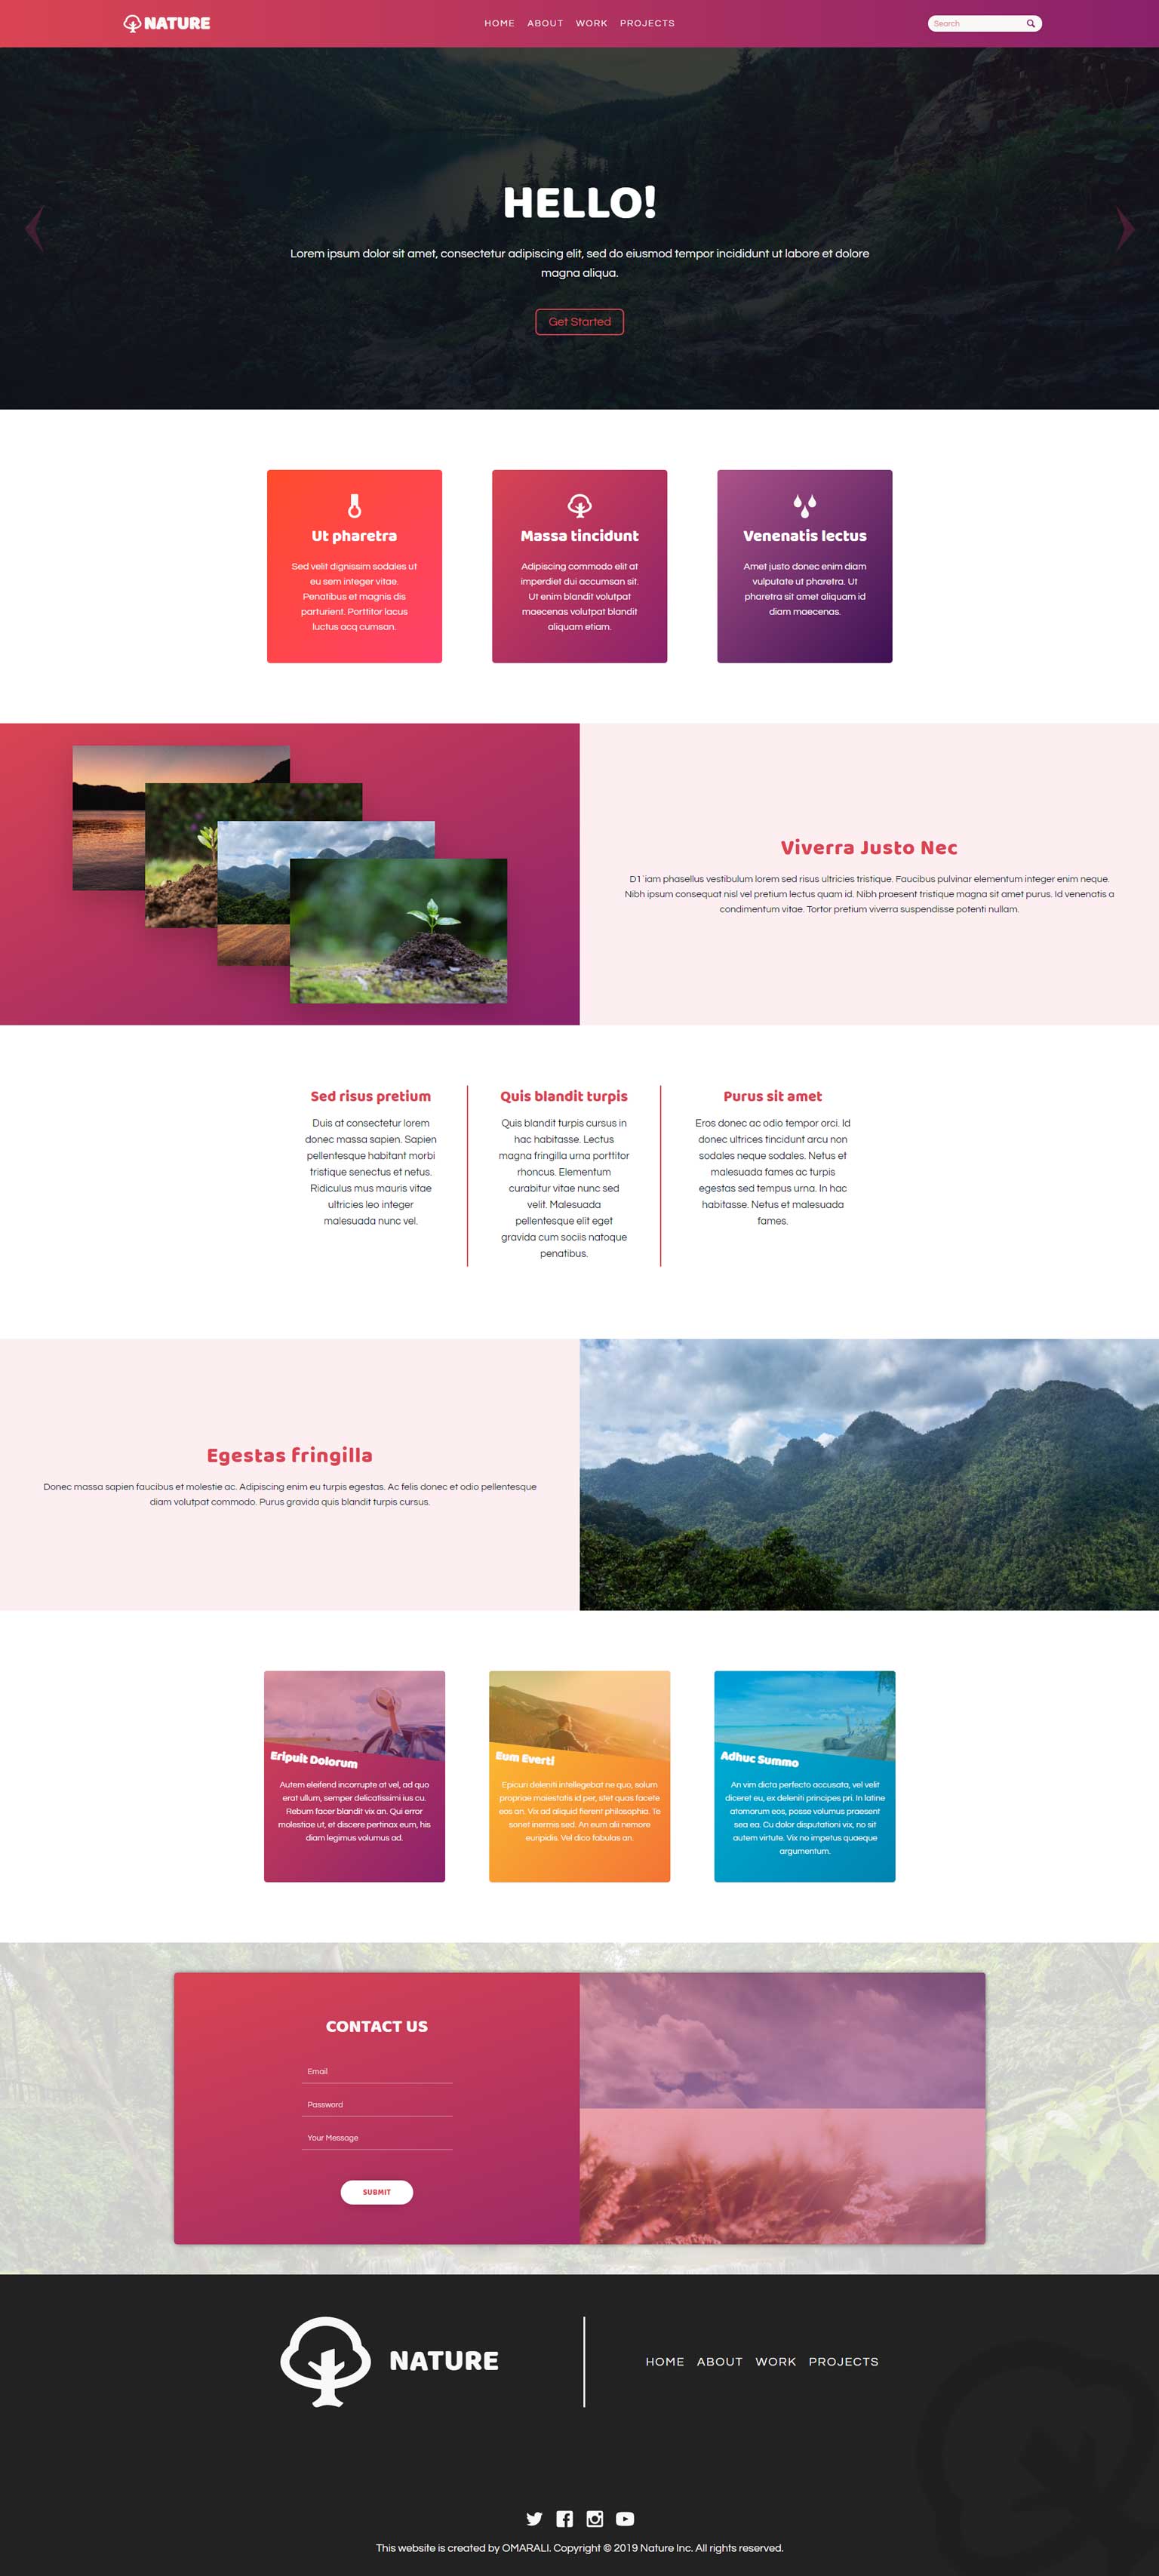 NATURE
HOME ABOUT WORK PROJECTS
Search
HELLO!
Lorem ipsum dolor sit amet, consectetur adipiscing elit, sed do eiusmod tempor incididunt ut labore et dolore
magna aliqua.
Get Started
Ut pharetra
Sed velit dignissim sodales ut
eu sem integer vitae.
Penatibus et magnis dis
parturient. Porttitor lacus
luctus acq cumsan.
Massa tincidunt
Adipiscing commodo elit at
imperdiet dui accumsan sit.
Ut enim blandit volutpat
maecenas volutpat blandit
aliquam etiam.
Venenatis lectus
Amet justo donec enim diam
vulputate ut pharetra. Ut
pharetra sit amet aliquam id
diam maecenas.
Viverra Justo Nec
D1`iam phasellus vestibulum lorem sed risus ultricies tristique. Faucibus pulvinar elementum integer enim neque.
Nibh ipsum consequat nisl vel pretium lectus quam id. Nibh praesent tristique magna sit amet purus. Id venenatis a
condimentum vitae. Tortor pretium viverra suspendisse potenti nullam.
Sed risus pretium
Duis at consectetur lorem
donec massa sapien. Sapien
pellentesque habitant morbi
tristique senectus et netus.
Ridiculus mus mauris vitae
ultricies leo integer
malesuada nunc vel.
Quis blandit turpis
Quis blandit turpis cursus in
hac habitasse. Lectus
magna fringilla urna porttitor
rhoncus. Elementum
curabitur vitae nunc sed
velit. Malesuada
pellentesque elit eget
gravida cum sociis natoque
penatibus.
Purus sit amet
Eros donec ac odio tempor orci. Id
donec ultrices tincidunt arcu non
sodales neque sodales. Netus et
malesuada fames ac turpis
egestas sed tempus urna. In hac
habitasse. Netus et malesuada
fames.
Egestas fringilla
Donec massa sapien faucibus et molestie ac. Adipiscing enim eu turpis egestas. Ac felis donec et odio pellentesque
diam volutpat commodo. Purus gravida quis blandit turpis cursus.
Eripuit Dolorum
Autem eleifend incorrupte at vel, ad quo
erat ullum, semper delicatissimi ius cu.
Rebum facer blandit vix an. Qui error
molestiae ut, et discere pertinax eum, his
diam legimus volumus ad.
Eum Everti
Epicuri deleniti intellegebat ne quo, solum
propriae maiestatis id per, stet quas facete
eos an. Vix ad aliquid fierent philosophia. Te
sonet inermis sed. An eum alii nemore
euripidis. Vel dico fabulas an.
Adhuc Summo
An vim dicta perfecto accusata, vel velit
diceret eu, ex deleniti principes pri. In latine
atomorum eos, posse volumus praesent
sea ea. Cu dolor disputationi vix, no sit
autem virtute. Vix no impetus quaeque
argumentum.
CONTACT US
Email
Password
Your Message
SUBMIT
NATURE
HOME ABOUT WORK PROJECTS
This website is created by OMARALI. Copyright © 2019 Nature Inc. All rights reserved.